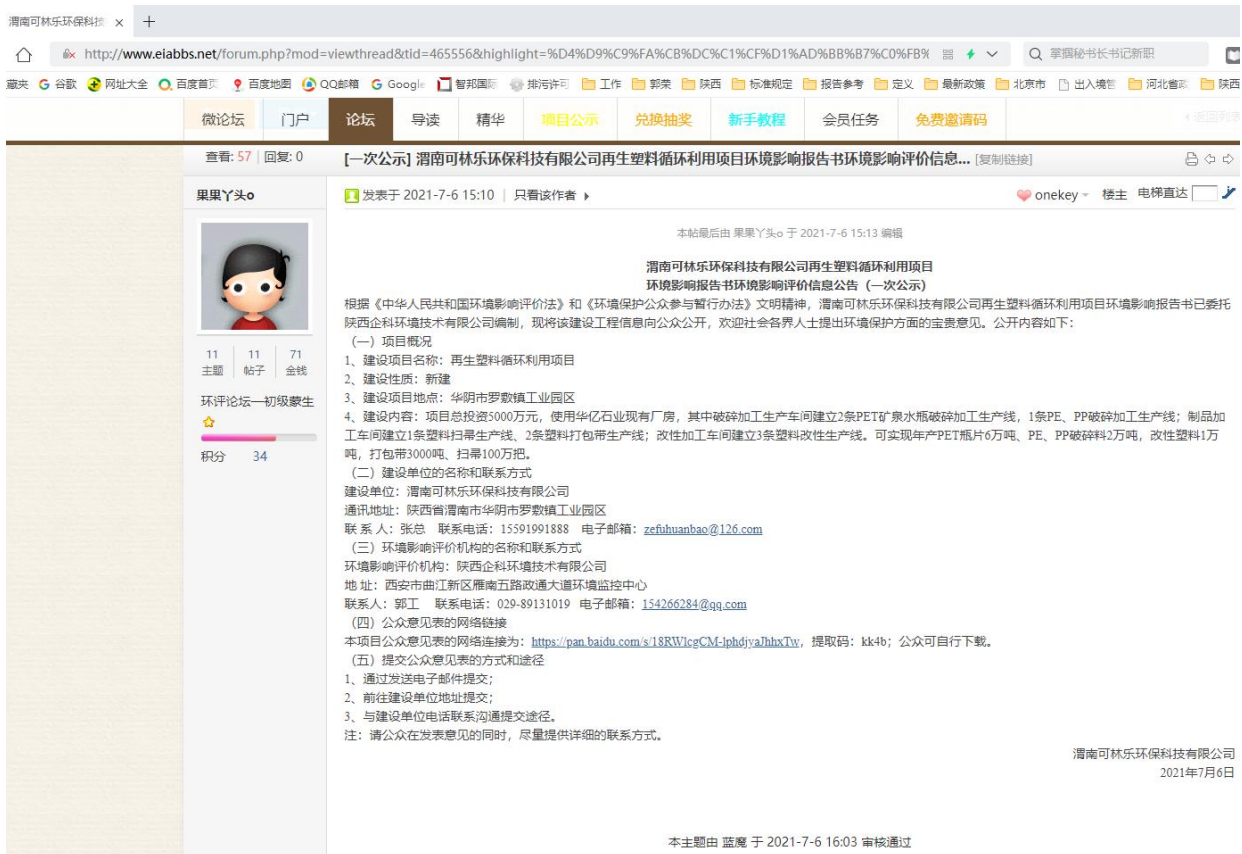 渭南可林乐环保科技
http://www.eiabbs.net/forum.php?mod=viewthread&tid=465556&highlight=%D4%D9%C9%FA%CB%DC%C1%CF%D1%AD%BB%B7%C0%FB%
掌掴秘书长书记新职
藏夹 谷歌 网址大全 百度首页 百度地图 QQ邮箱 Google 智邦国际 排污许可 工作 郭荣 陕西 标准规定 报告参考 定义 最新政策 北京市 出入境管 河北省政 陕西
微论坛 门户 论坛 导读 精华 项目公示 兑换抽奖 新手教程 会员任务 免费邀请码 返回列表
查看: 57 回复: 0 [一次公示] 渭南可林乐环保科技有限公司再生塑料循环利用项目环境影响报告书环境影响评价信息... [复制链接]
果果丫头o 发表于 2021-7-6 15:10 只看该作者 onekey 楼主 电梯直达
11 11 71
主题 帖子 金钱
环评论坛—初级蒙生
积分 34
本帖最后由 果果丫头o 于 2021-7-6 15:13 编辑
渭南可林乐环保科技有限公司再生塑料循环利用项目
环境影响报告书环境影响评价信息公告（一次公示）
根据《中华人民共和国环境影响评价法》和《环境保护公众参与暂行办法》文明精神，渭南可林乐环保科技有限公司再生塑料循环利用项目环境影响报告书已委托
陕西企科环境技术有限公司编制，现将该建设工程信息向公众公开，欢迎社会各界人士提出环境保护方面的宝贵意见。公开内容如下：
（一）项目概况
1、建设项目名称：再生塑料循环利用项目
2、建设性质：新建
3、建设项目地点：华阴市罗敷镇工业园区
4、建设内容：项目总投资5000万元，使用华亿石业现有厂房，其中破碎加工生产车间建立2条PET矿泉水瓶破碎加工生产线，1条PE、PP破碎加工生产线；制品加
工车间建立1条塑料扫帚生产线、2条塑料打包带生产线；改性加工车间建立3条塑料改性生产线。可实现年产PET瓶片6万吨、PE、PP破碎料2万吨，改性塑料1万
吨，打包带3000吨、扫帚100万把。
（二）建设单位的名称和联系方式
建设单位：渭南可林乐环保科技有限公司
通讯地址：陕西省渭南市华阴市罗敷镇工业园区
联 系 人：张总 联系电话：15591991888 电子邮箱：zefuhuanbao@126.com
（三）环境影响评价机构的名称和联系方式
环境影响评价机构：陕西企科环境技术有限公司
地 址：西安市曲江新区雁南五路政通大道环境监控中心
联系人：郭工 联系电话：029-89131019 电子邮箱：154266284@qq.com
（四）公众意见表的网络链接
本项目公众意见表的网络连接为：https://pan.baidu.com/s/18RWlcgCM-lphdjyaJhhxTw，提取码：kk4b；公众可自行下载。
（五）提交公众意见表的方式和途径
1、通过发送电子邮件提交；
2、前往建设单位地址提交；
3、与建设单位电话联系沟通提交途径。
注：请公众在发表意见的同时，尽量提供详细的联系方式。
渭南可林乐环保科技有限公司
2021年7月6日
本主题由 蓝魔 于 2021-7-6 16:03 审核通过